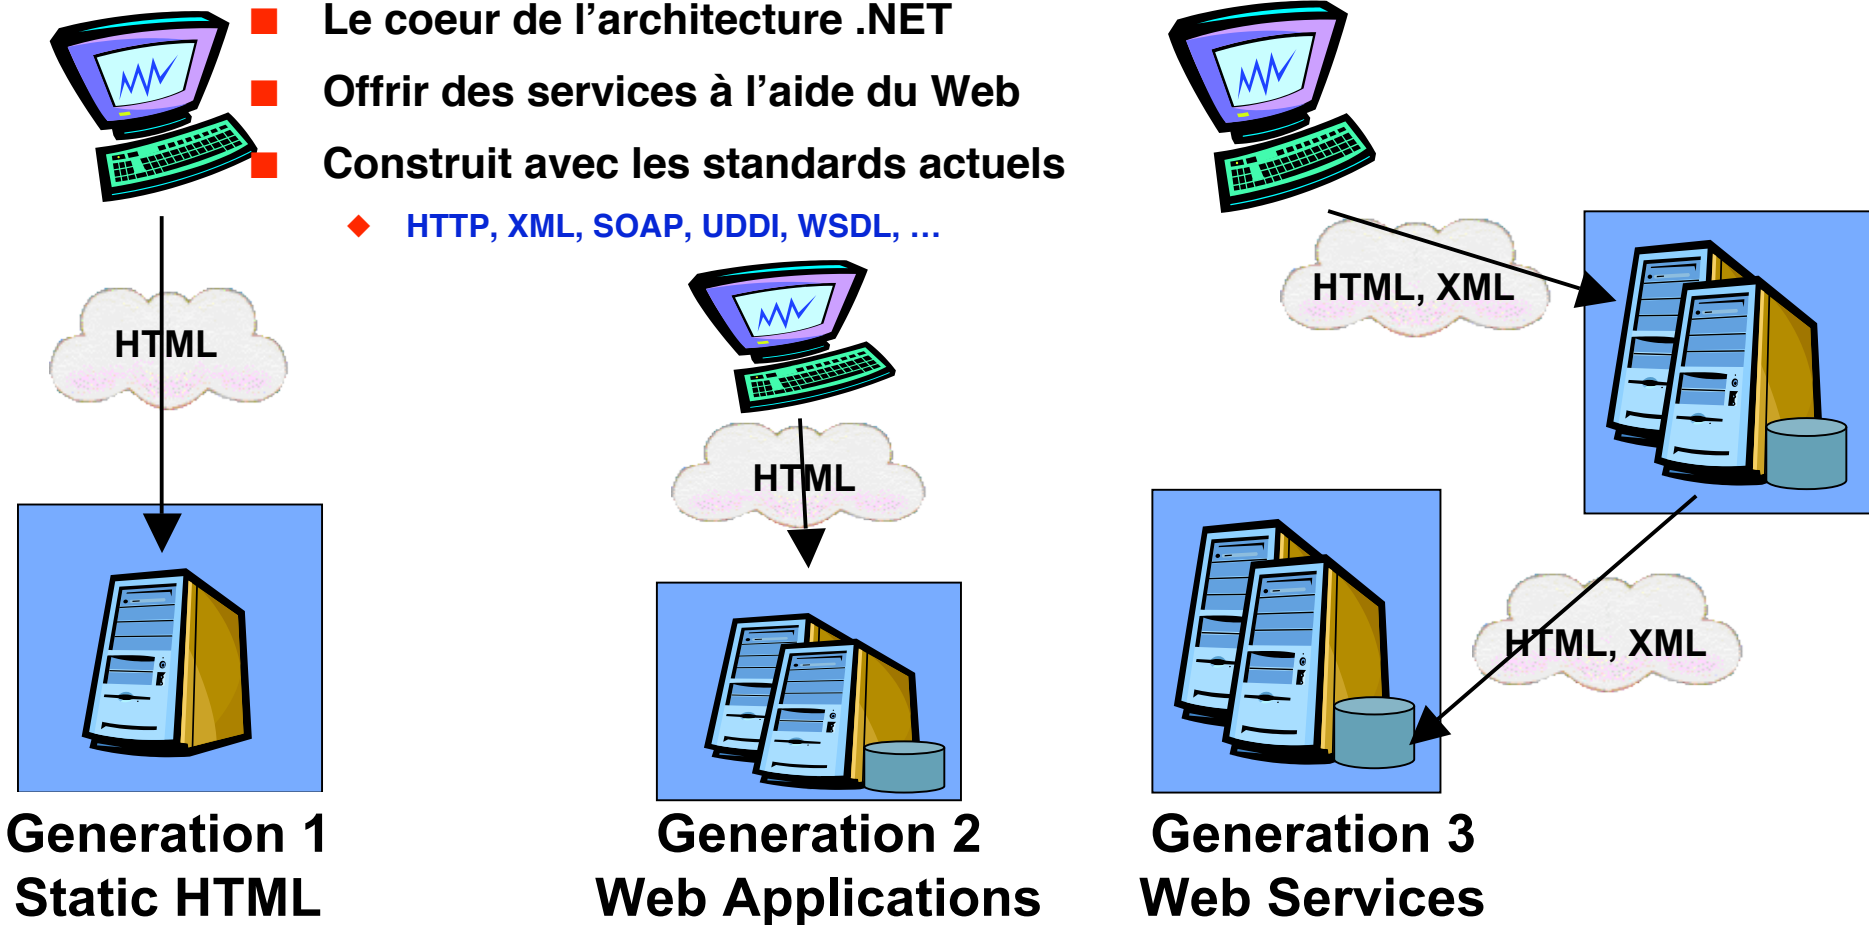 Le coeur de l’architecture .NET
Offrir des services à l’aide du Web
Construit avec les standards actuels
HTTP, XML, SOAP, UDDI, WSDL, …
HTML
HTML
HTML, XML
HTML, XML
Generation 1
Static HTML
Generation 2
Web Applications
Generation 3
Web Services